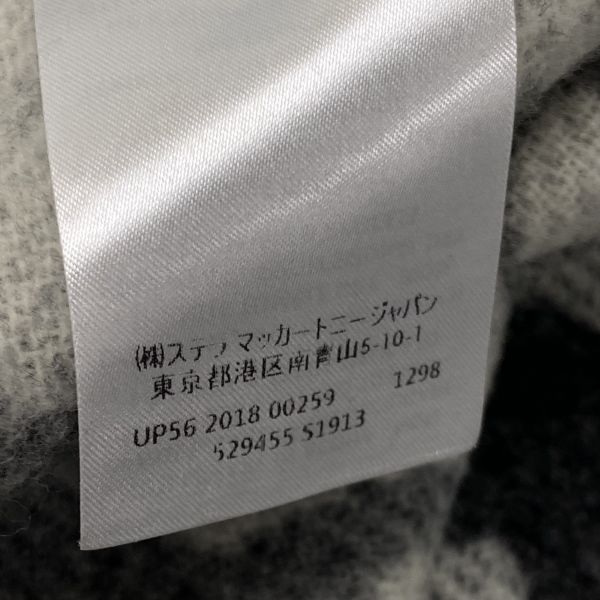 (株)ステラ マッカートニージャパン
東京都港区南青山5-10-1
UP56 2018 00259 1298
529455 S1913